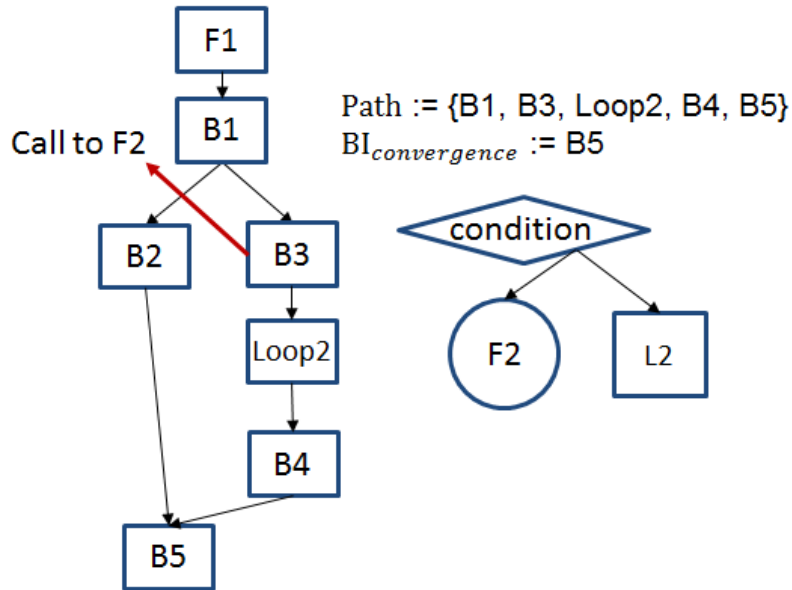 F1
Path := {B1, B3, Loop2, B4, B5}
B1
Call to F2
BIconvergence := B5
condition
B2
B3
Loop2
F2
L2
B4
B5